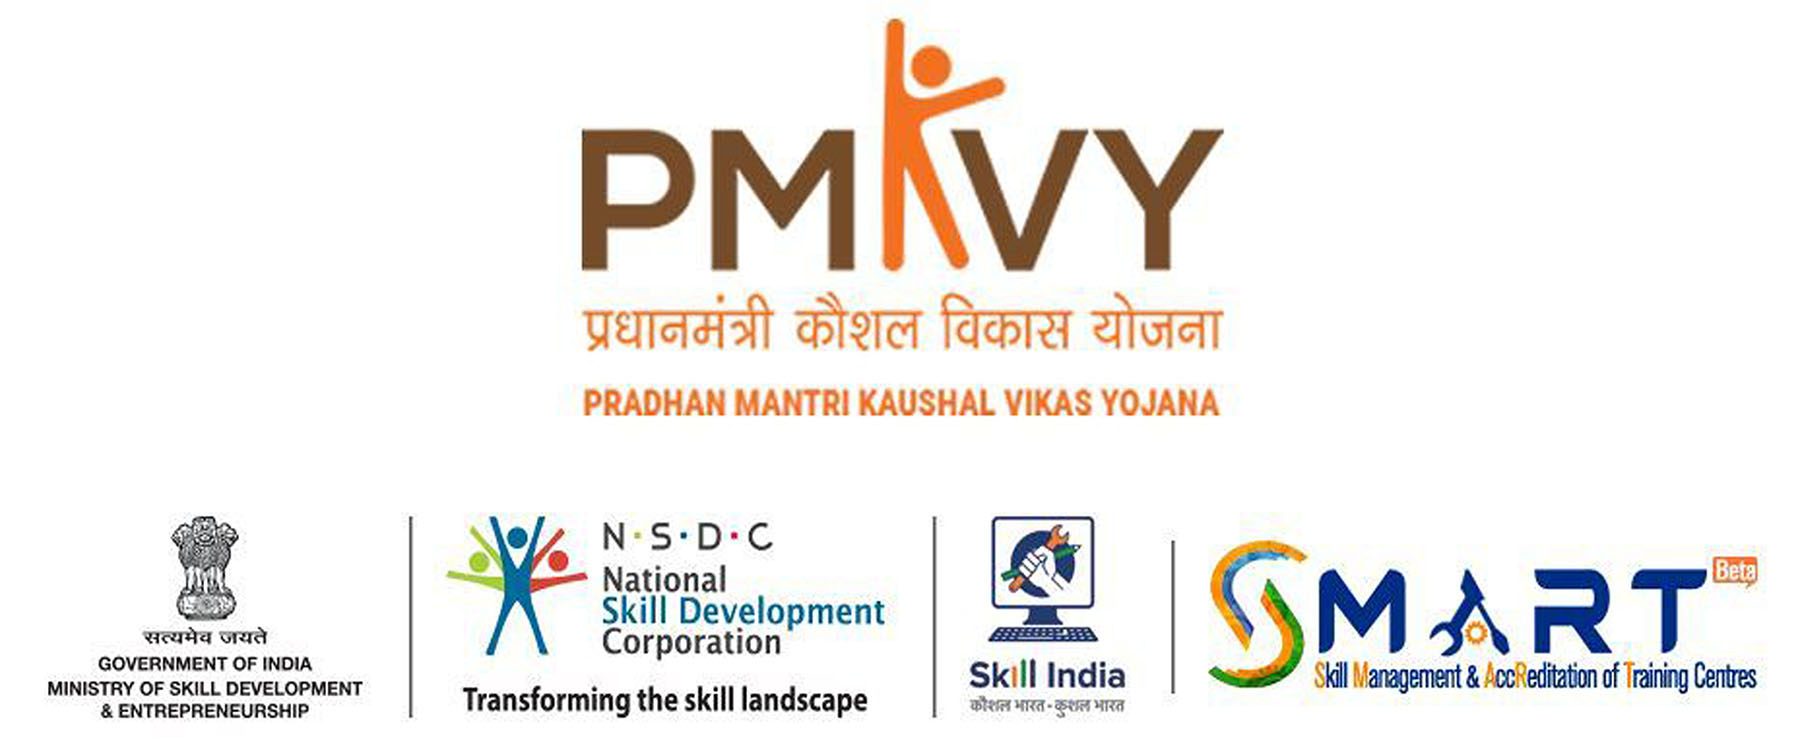 PMKVY
प्रधानमंत्री कौशल विकास योजना
PRADHAN MANTRI KAUSHAL VIKAS YOJANA
सत्यमेव जयते
GOVERNMENT OF INDIA
MINISTRY OF SKILL DEVELOPMENT
& ENTREPRENEURSHIP
N·S·D·C
National
Skill Development
Corporation
Transforming the skill landscape
Skill India
कौशल भारत - कुशल भारत
SMART Beta
Skill Management & AccReditation of Training Centres